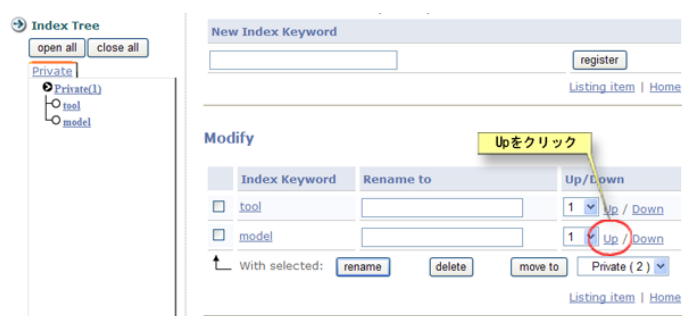 Index Tree
open all close all
Private
Private(1)
tool
model
New Index Keyword
register
Listing item | Home
Modify
Upをクリック
Index Keyword Rename to Up/Down
tool 1 Up / Down
model 1 Up / Down
With selected: rename delete move to Private ( 2 )
Listing item | Home